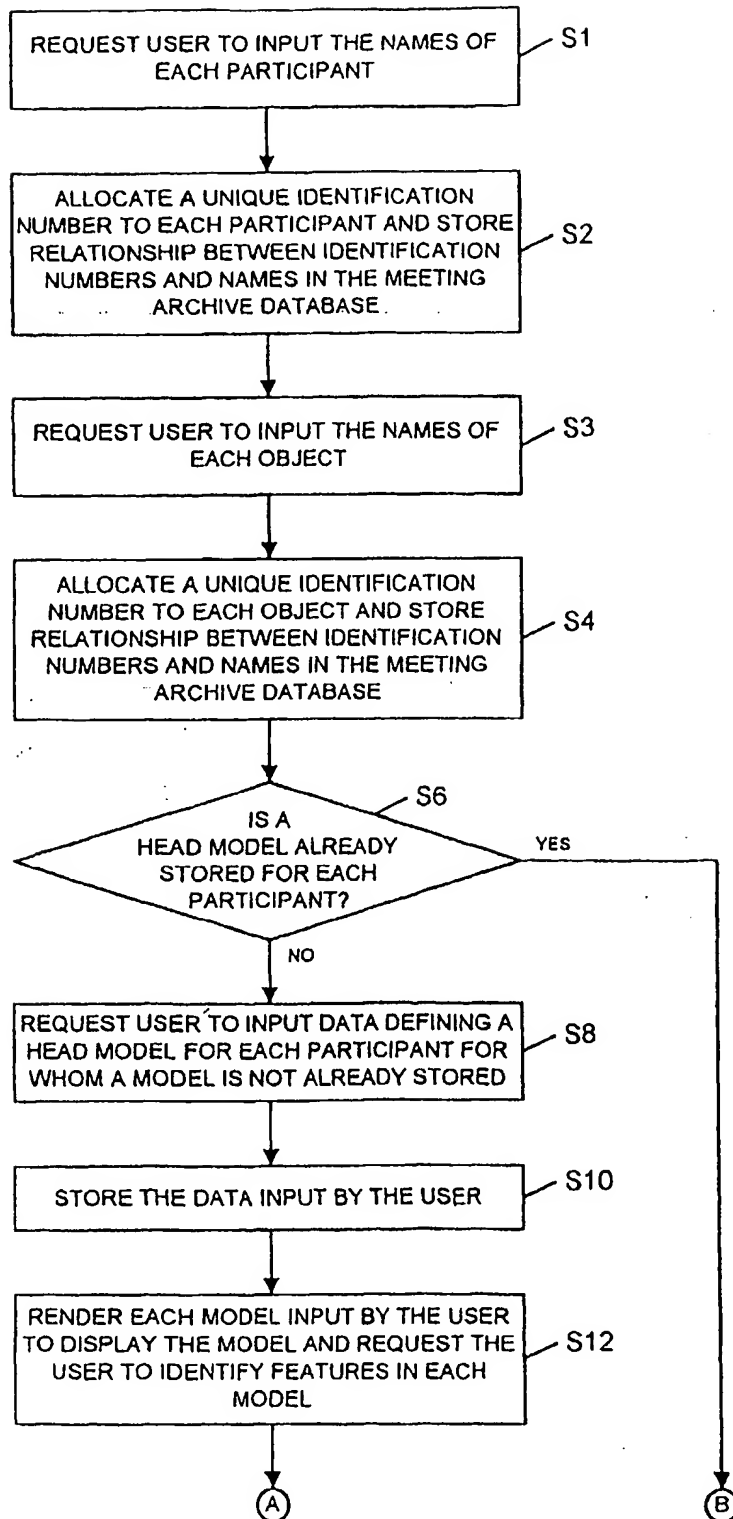 REQUEST USER TO INPUT THE NAMES OF
EACH PARTICIPANT
S1
ALLOCATE A UNIQUE IDENTIFICATION
NUMBER TO EACH PARTICIPANT AND STORE
RELATIONSHIP BETWEEN IDENTIFICATION
NUMBERS AND NAMES IN THE MEETING
ARCHIVE DATABASE
S2
REQUEST USER TO INPUT THE NAMES OF
EACH OBJECT
S3
ALLOCATE A UNIQUE IDENTIFICATION
NUMBER TO EACH OBJECT AND STORE
RELATIONSHIP BETWEEN IDENTIFICATION
NUMBERS AND NAMES IN THE MEETING
ARCHIVE DATABASE
S4
S6
IS A
HEAD MODEL ALREADY
STORED FOR EACH
PARTICIPANT?
YES
NO
REQUEST USER TO INPUT DATA DEFINING A
HEAD MODEL FOR EACH PARTICIPANT FOR
WHOM A MODEL IS NOT ALREADY STORED
S8
STORE THE DATA INPUT BY THE USER
S10
RENDER EACH MODEL INPUT BY THE USER
TO DISPLAY THE MODEL AND REQUEST THE
USER TO IDENTIFY FEATURES IN EACH
MODEL
S12
A
B